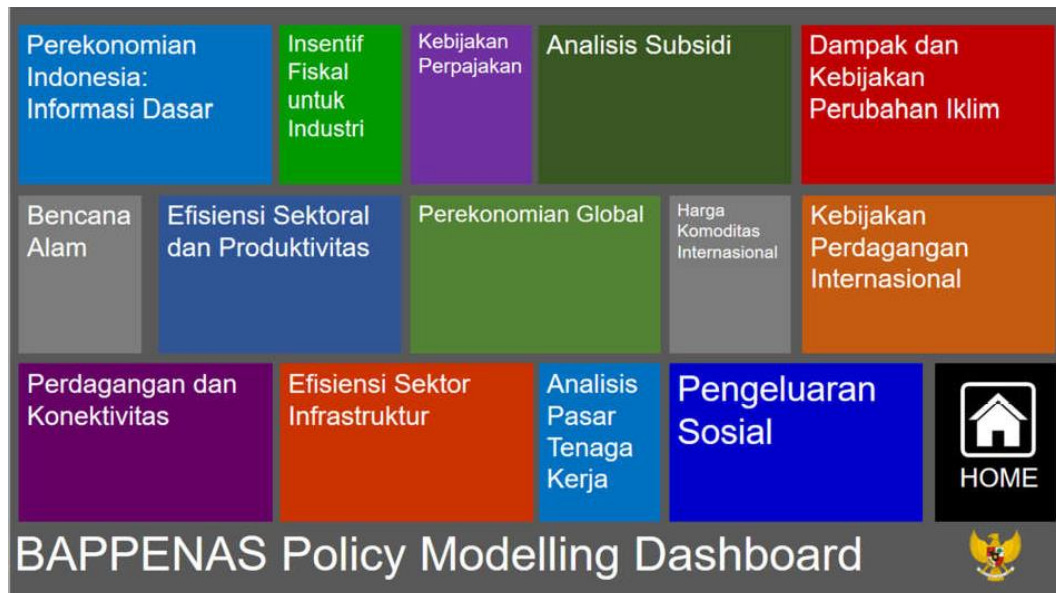 Perekonomian
Indonesia:
Informasi Dasar
Insentif
Fiskal
untuk
Industri
Kebijakan
Perpajakan
Analisis Subsidi
Dampak dan
Kebijakan
Perubahan Iklim
Bencana
Alam
Efisiensi Sektoral
dan Produktivitas
Perekonomian Global
Harga
Komoditas
Internasional
Kebijakan
Perdagangan
Internasional
Perdagangan dan
Konektivitas
Efisiensi Sektor
Infrastruktur
Analisis
Pasar
Tenaga
Kerja
Pengeluaran
Sosial
HOME
BAPPENAS Policy Modelling Dashboard